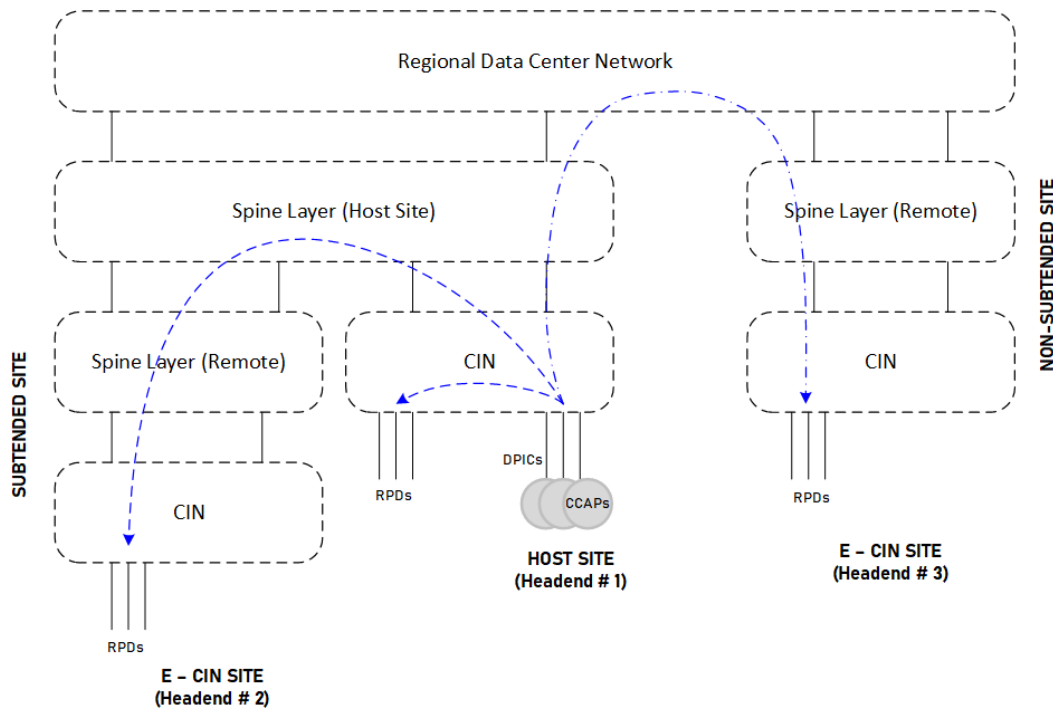 Regional Data Center Network
Spine Layer (Host Site)
Spine Layer (Remote)
NON-SUBTENDED SITE
Spine Layer (Remote)
CIN
CIN
SUBTENDED SITE
DPICs
RPDs
CCAPs
RPDs
CIN
HOST SITE
(Headend # 1)
E – CIN SITE
(Headend # 3)
RPDs
E – CIN SITE
(Headend # 2)